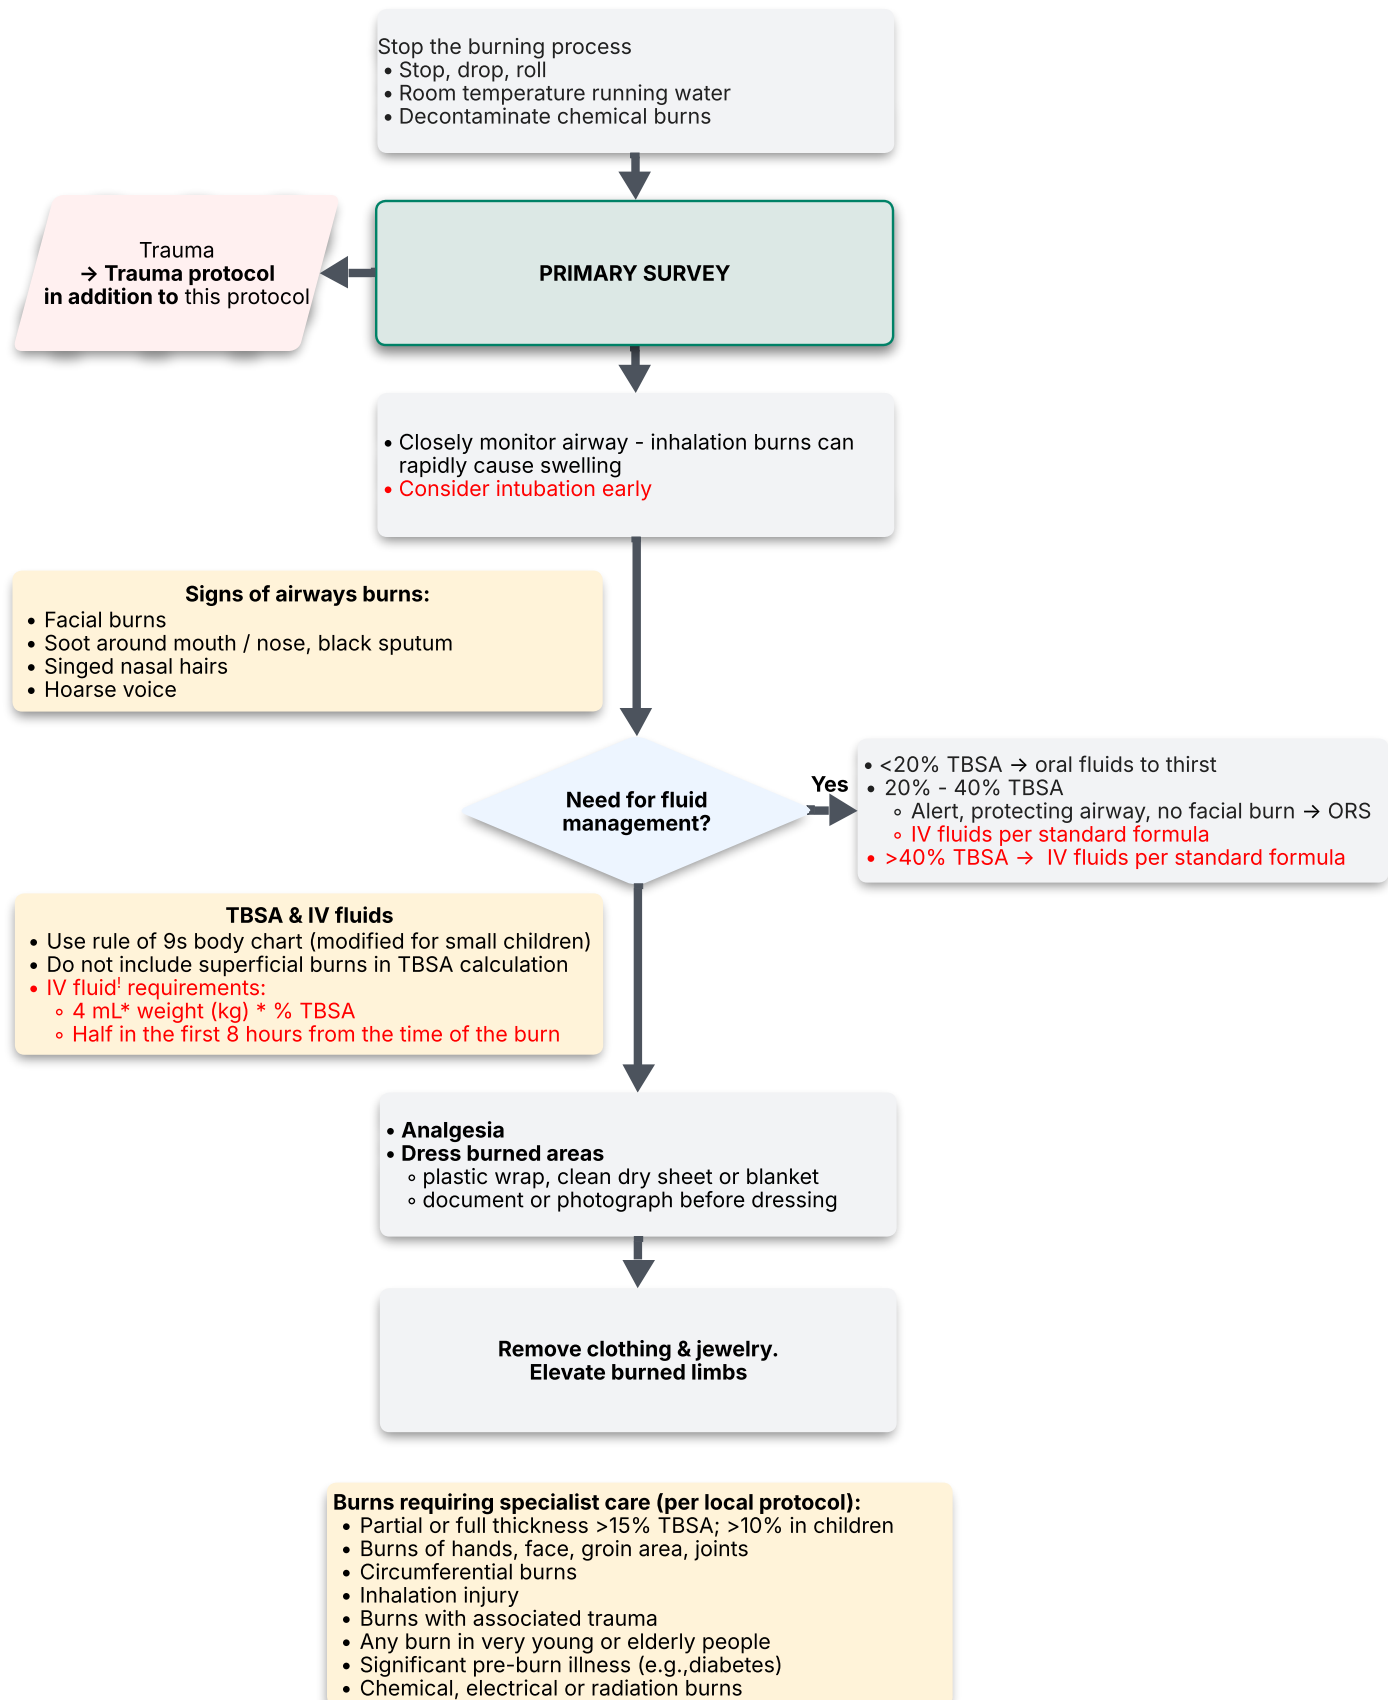 Stop the burning process
• Stop, drop, roll
• Room temperature running water
• Decontaminate chemical burns
Trauma
→ Trauma protocol
in addition to this protocol
PRIMARY SURVEY
• Closely monitor airway - inhalation burns can
rapidly cause swelling
• Consider intubation early
Signs of airways burns:
• Facial burns
• Soot around mouth / nose, black sputum
• Singed nasal hairs
• Hoarse voice
Need for fluid
management?
Yes
• <20% TBSA → oral fluids to thirst
• 20% - 40% TBSA
◦ Alert, protecting airway, no facial burn → ORS
◦ IV fluids per standard formula
• >40% TBSA → IV fluids per standard formula
TBSA & IV fluids
• Use rule of 9s body chart (modified for small children)
• Do not include superficial burns in TBSA calculation
• IV fluid! requirements:
◦ 4 mL* weight (kg) * % TBSA
◦ Half in the first 8 hours from the time of the burn
• Analgesia
• Dress burned areas
◦ plastic wrap, clean dry sheet or blanket
◦ document or photograph before dressing
Remove clothing & jewelry.
Elevate burned limbs
Burns requiring specialist care (per local protocol):
• Partial or full thickness >15% TBSA; >10% in children
• Burns of hands, face, groin area, joints
• Circumferential burns
• Inhalation injury
• Burns with associated trauma
• Any burn in very young or elderly people
• Significant pre-burn illness (e.g.,diabetes)
• Chemical, electrical or radiation burns